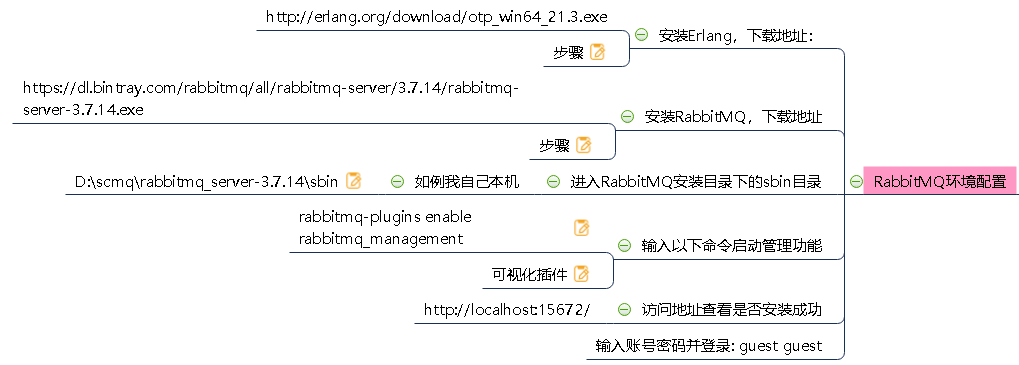 http://erlang.org/download/otp_win64_21.3.exe
安装Erlang，下载地址：
步骤
https://dl.bintray.com/rabbitmq/all/rabbitmq-server/3.7.14/rabbitmq-
server-3.7.14.exe
安装RabbitMQ，下载地址
步骤
D:\scmq\rabbitmq_server-3.7.14\sbin
如例我自己本机
进入RabbitMQ安装目录下的sbin目录
RabbitMQ环境配置
rabbitmq-plugins enable
rabbitmq_management
输入以下命令启动管理功能
可视化插件
http://localhost:15672/
访问地址查看是否安装成功
输入账号密码并登录: guest guest